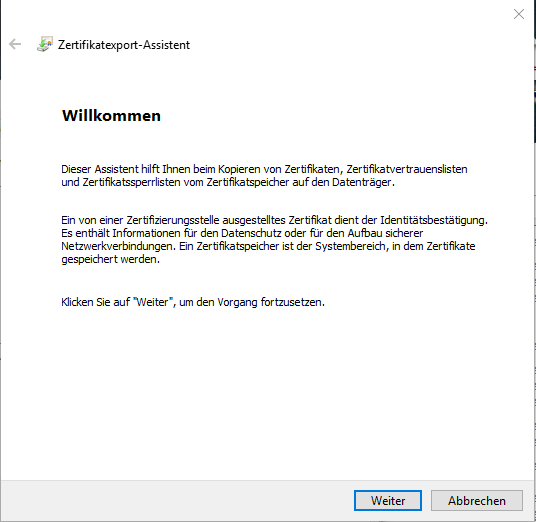 Zertifikatexport-Assistent
Willkommen
Dieser Assistent hilft Ihnen beim Kopieren von Zertifikaten, Zertifikatvertrauenslisten
und Zertifikatssperrlisten vom Zertifikatspeicher auf den Datenträger.
Ein von einer Zertifizierungsstelle ausgestelltes Zertifikat dient der Identitätsbestätigung.
Es enthält Informationen für den Datenschutz oder für den Aufbau sicherer
Netzwerkverbindungen. Ein Zertifikatspeicher ist der Systembereich, in dem Zertifikate
gespeichert werden.
Klicken Sie auf "Weiter", um den Vorgang fortzusetzen.
Weiter
Abbrechen